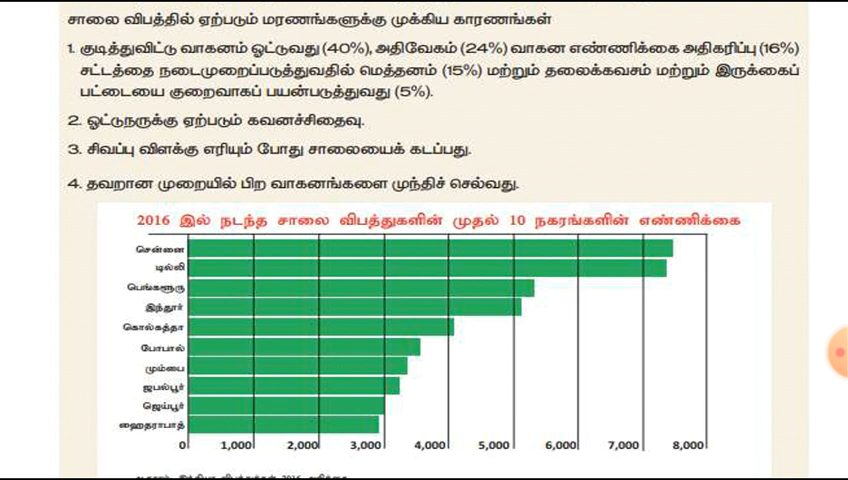 சாலை விபத்தில் ஏற்படும் மரணங்களுக்கு முக்கிய காரணங்கள்
1. குடித்துவிட்டு வாகனம் ஓட்டுவது (40%), அதிவேகம் (24%) வாகன எண்ணிக்கை அதிகரிப்பு (16%)
சட்டத்தை நடைமுறைப்படுத்துவதில் மெத்தனம் (15%) மற்றும் தலைக்கவசம் மற்றும் இருக்கைப்
பட்டையை குறைவாகப் பயன்படுத்துவது (5%).
2. ஓட்டுநருக்கு ஏற்படும் கவனச்சிதைவு.
3. சிவப்பு விளக்கு எரியும் போது சாலையைக் கடப்பது.
4. தவறான முறையில் பிற வாகனங்களை முந்திச் செல்வது.
2016 இல் நடந்த சாலை விபத்துகளின் முதல் 10 நகரங்களின் எண்ணிக்கை
சென்னை
டில்லி
பெங்களூரு
இந்தூர்
கொல்கத்தா
போபால்
மும்பை
ஜபல்பூர்
ஜெய்பூர்
ஹைதராபாத்
0 1,000 2,000 3,000 4,000 5,000 6,000 7,000 8,000